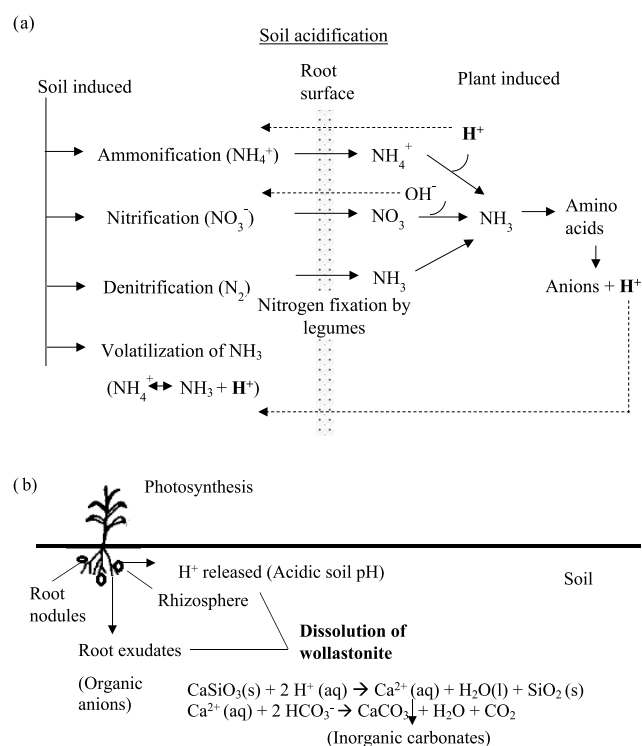 (a)
Soil acidification
Soil induced
Root
surface
Plant induced
H⁺
Ammonification (NH₄⁺)
NH₄⁺
OH⁻
Nitrification (NO₃⁻)
NO₃
NH₃
Amino
acids
Denitrification (N₂)
NH₃
Anions + H⁺
Nitrogen fixation by
legumes
Volatilization of NH₃
(NH₄⁺ ↔ NH₃ + H⁺)
(b)
Photosynthesis
H⁺ released (Acidic soil pH)
Soil
Root
nodules
Rhizosphere
Dissolution of
wollastonite
Root exudates
(Organic
anions)
CaSiO₃(s) + 2 H⁺ (aq) → Ca²⁺ (aq) + H₂O(l) + SiO₂ (s)
Ca²⁺ (aq) + 2 HCO₃⁻ → CaCO₃ + H₂O + CO₂
(Inorganic carbonates)